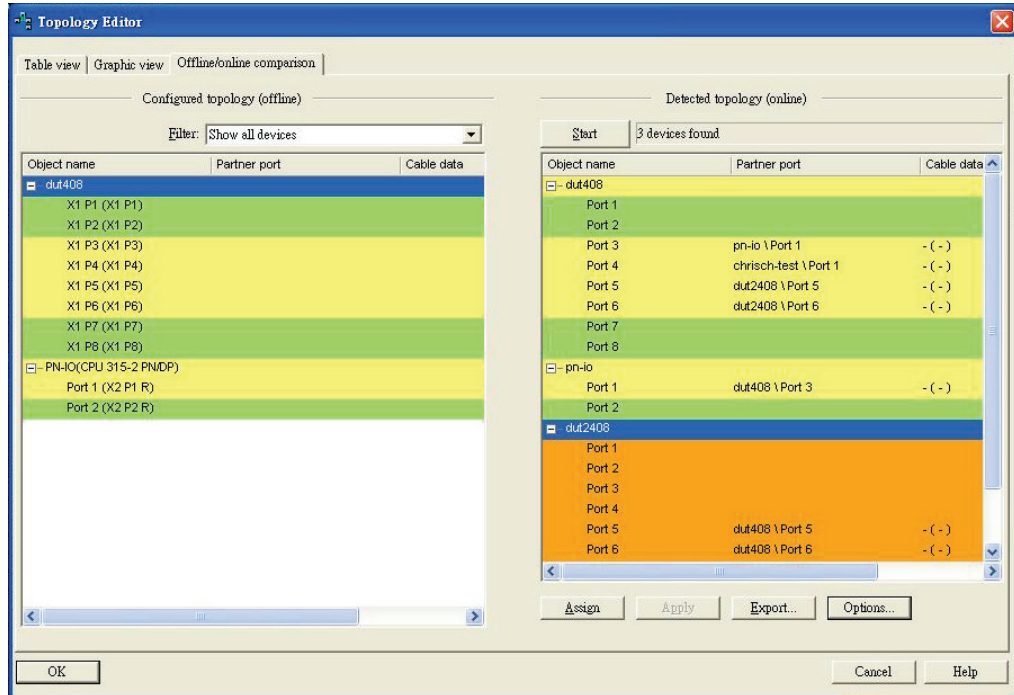 Topology Editor
Table view Graphic view Offline/online comparison
Configured topology (offline)
Filter: Show all devices
Object name Partner port Cable data
dut408
X1 P1 (X1 P1)
X1 P2 (X1 P2)
X1 P3 (X1 P3)
X1 P4 (X1 P4)
X1 P5 (X1 P5)
X1 P6 (X1 P6)
X1 P7 (X1 P7)
X1 P8 (X1 P8)
PN-IO(CPU 315-2 PN/DP)
Port 1 (X2 P1 R)
Port 2 (X2 P2 R)
Detected topology (online)
Start 3 devices found
Object name Partner port Cable data
dut408
Port 1
Port 2
Port 3 pn-io \ Port 1 - ( - )
Port 4 chrisch-test \ Port 1 - ( - )
Port 5 dut2408 \ Port 5 - ( - )
Port 6 dut2408 \ Port 6 - ( - )
Port 7
Port 8
pn-io
Port 1 dut408 \ Port 3 - ( - )
Port 2
dut2408
Port 1
Port 2
Port 3
Port 4
Port 5 dut408 \ Port 5 - ( - )
Port 6 dut408 \ Port 6 - ( - )
Assign Apply Export... Options...
OK Cancel Help